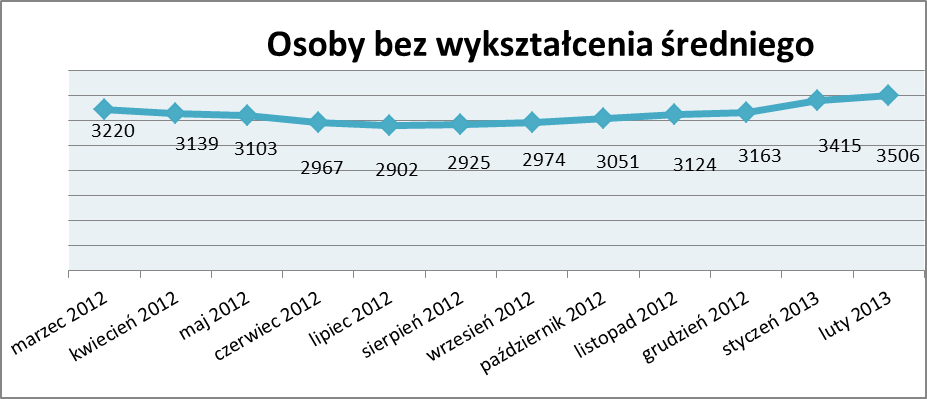 Osoby bez wykształcenia średniego
3220
3139
3103
2967
2902
2925
2974
3051
3124
3163
3415
3506
marzec 2012
kwiecień 2012
maj 2012
czerwiec 2012
lipiec 2012
sierpień 2012
wrzesień 2012
październik 2012
listopad 2012
grudzień 2012
styczeń 2013
luty 2013